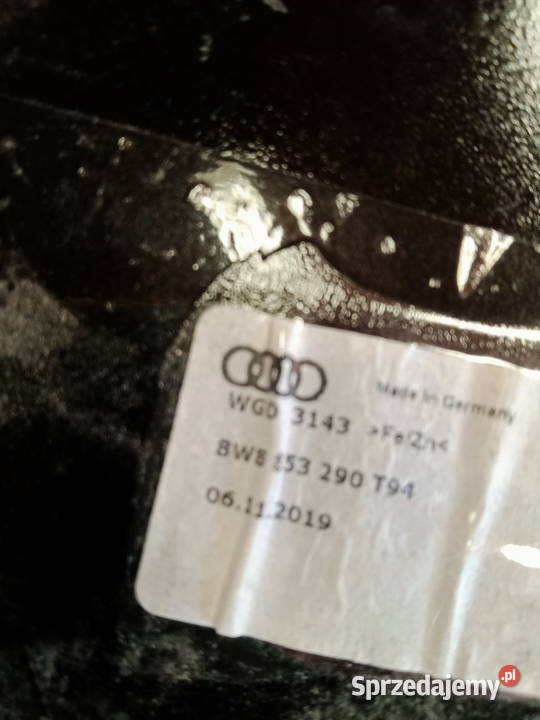 Made in Germany
WGD 3143 >Fe/Zn<
8W8 853 290 T94
06.11.2019
Sprzedajemy.pl